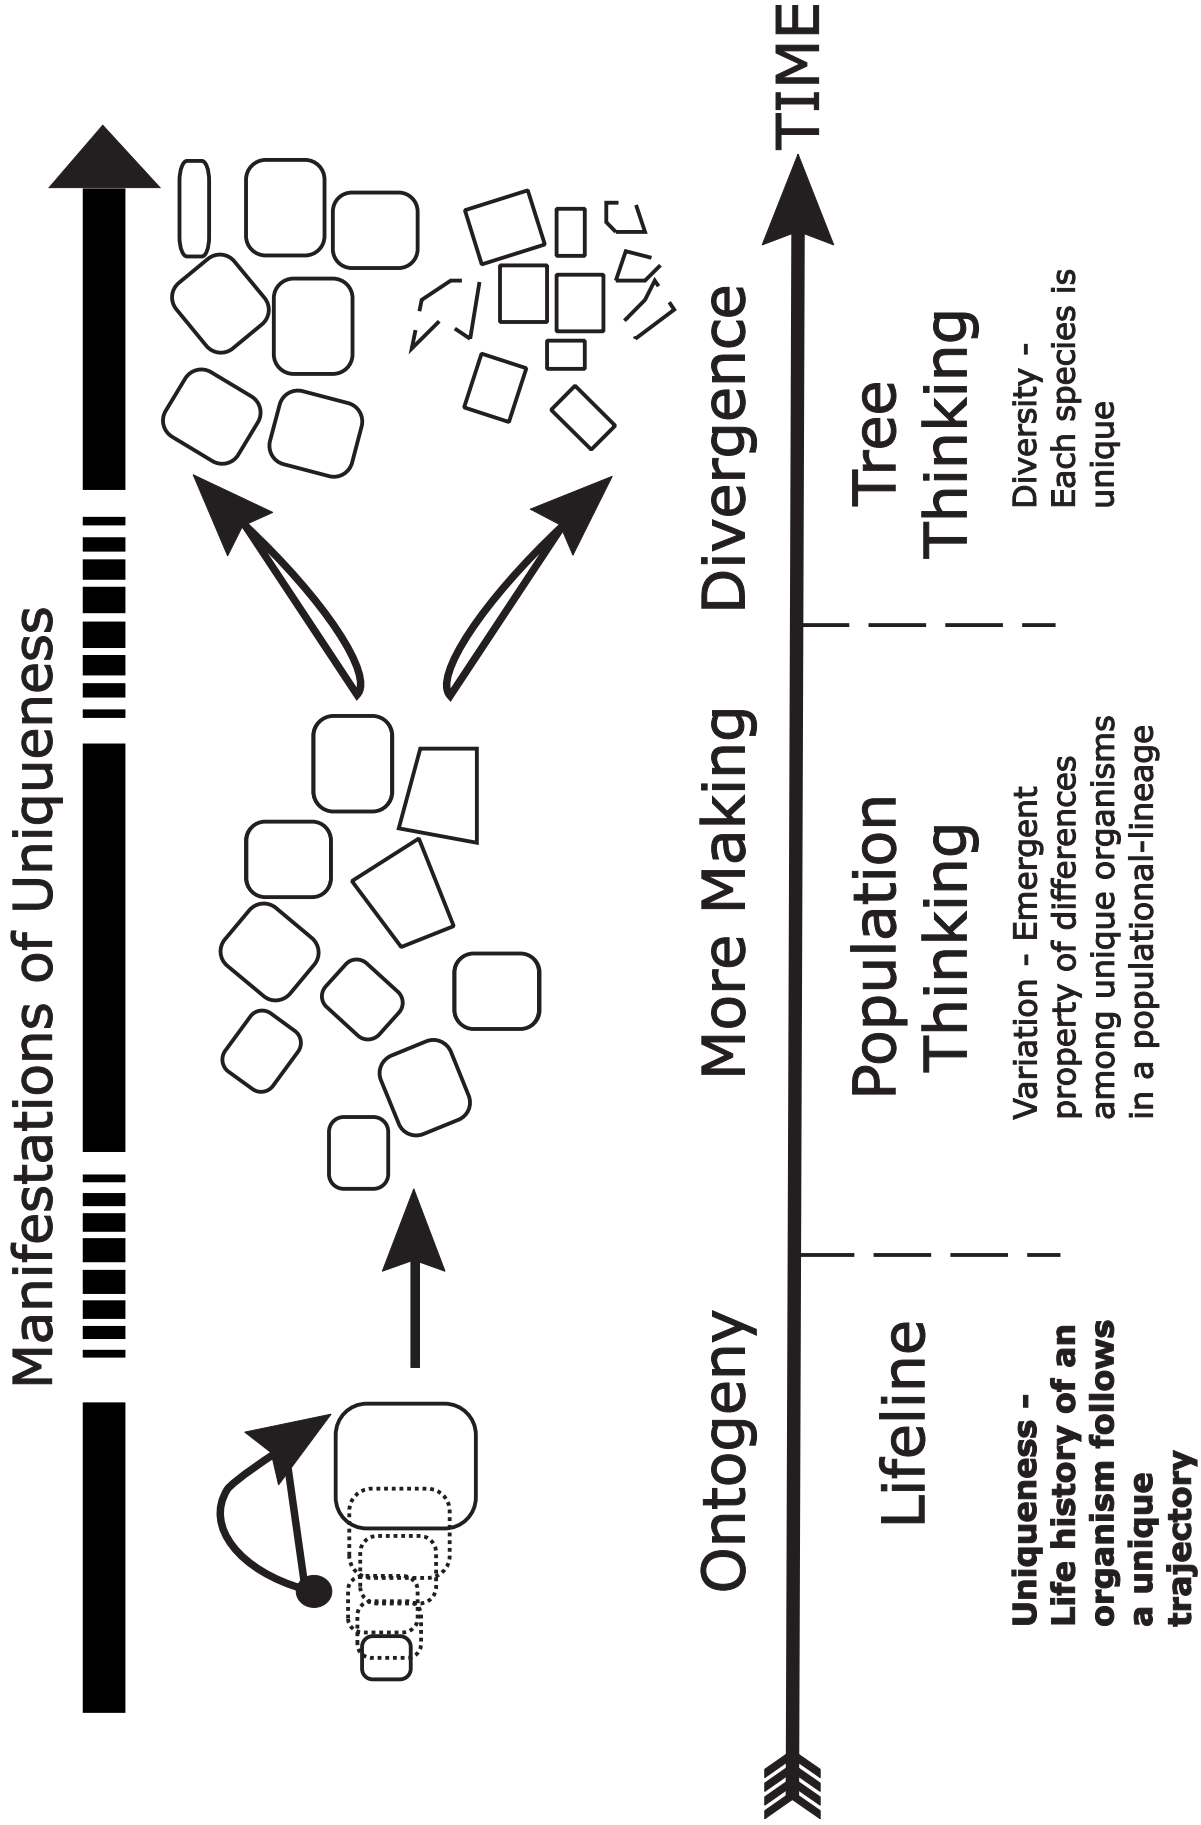 Manifestations of Uniqueness
Ontogeny
More Making
Divergence
TIME
Lifeline
Population
Thinking
Tree
Thinking
Uniqueness –
Life history of an
organism follows
a unique
trajectory
Variation – Emergent
property of differences
among unique organisms
in a populational-lineage
Diversity –
Each species is
unique